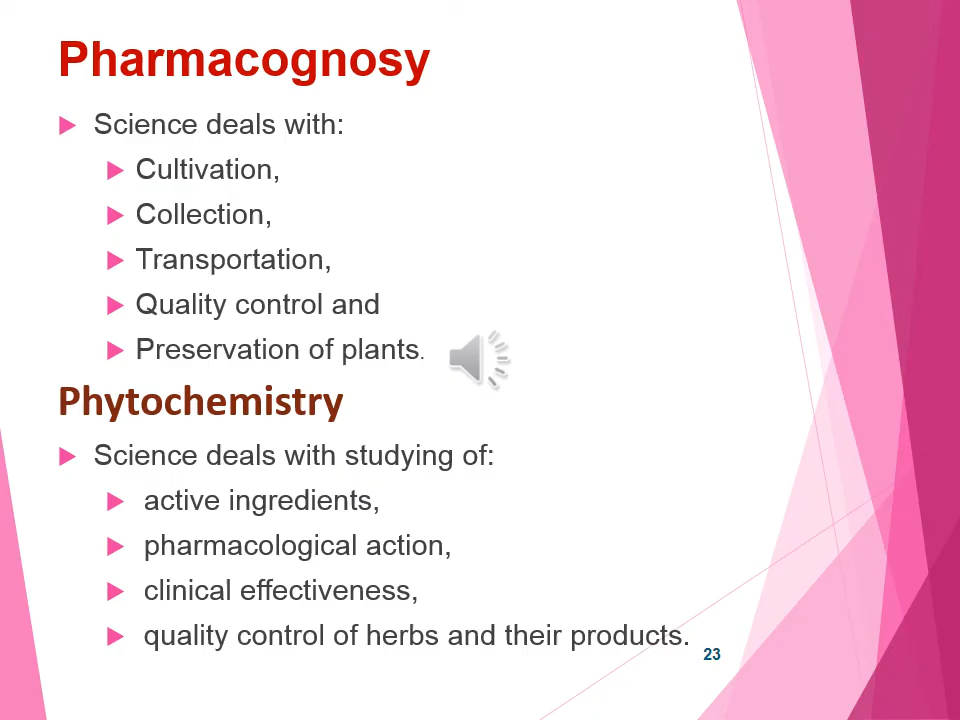 Pharmacognosy
Science deals with:
Cultivation,
Collection,
Transportation,
Quality control and
Preservation of plants.
Phytochemistry
Science deals with studying of:
active ingredients,
pharmacological action,
clinical effectiveness,
quality control of herbs and their products.
23